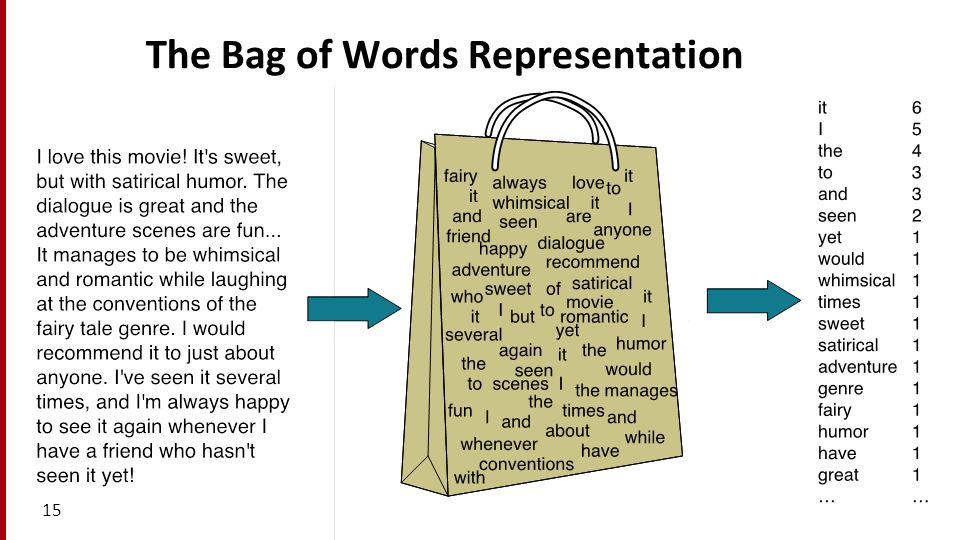 The Bag of Words Representation
I love this movie! It's sweet,
but with satirical humor. The
dialogue is great and the
adventure scenes are fun...
It manages to be whimsical
and romantic while laughing
at the conventions of the
fairy tale genre. I would
recommend it to just about
anyone. I've seen it several
times, and I'm always happy
to see it again whenever I
have a friend who hasn't
seen it yet!
fairy always love to it
it whimsical it I
and seen are anyone
friend happy dialogue
adventure recommend
who sweet of satirical it
it I but to movie romantic I
several yet
again it the humor
the seen would
to scenes I the manages
fun I and the times and
whenever about while
conventions have
with
it 6
I 5
the 4
to 3
and 3
seen 2
yet 1
would 1
whimsical 1
times 1
sweet 1
satirical 1
adventure 1
genre 1
fairy 1
humor 1
have 1
great 1
... ...
15